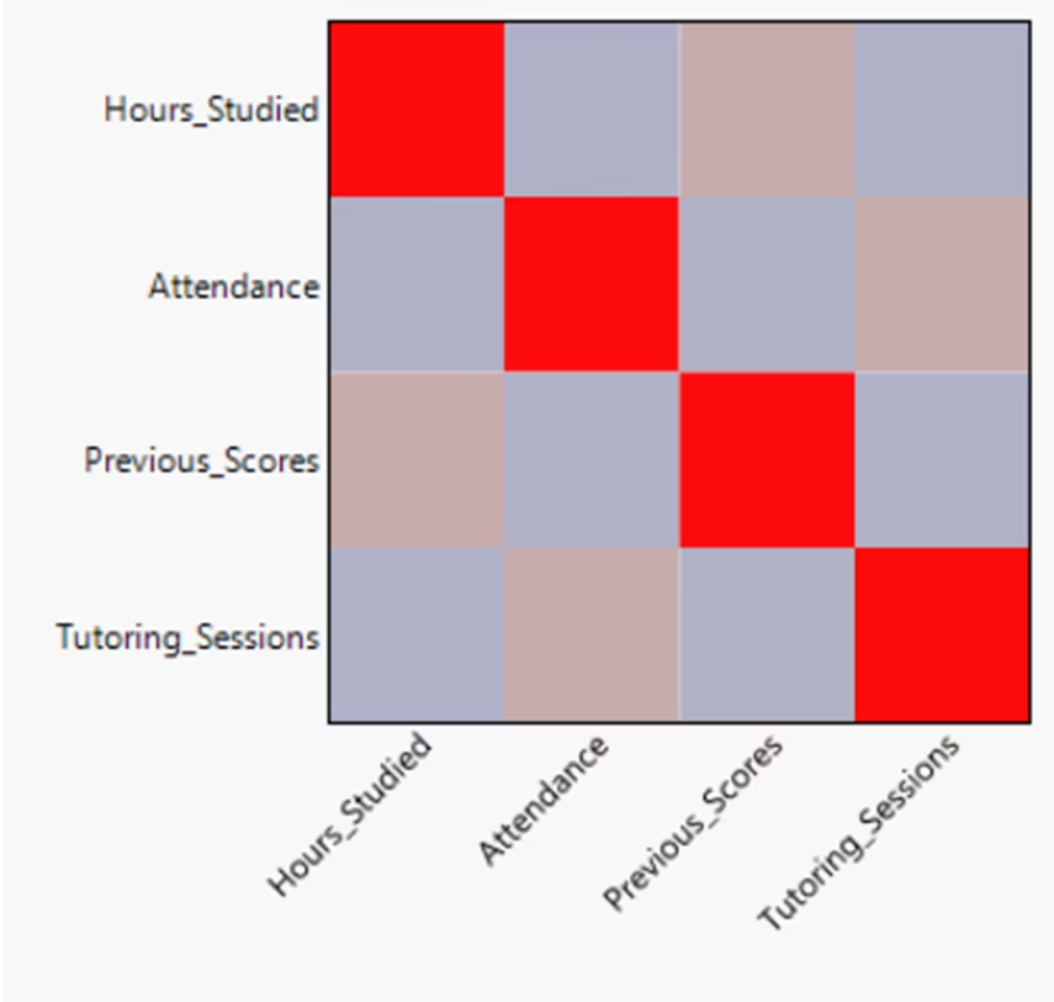 Hours_Studied
Attendance
Previous_Scores
Tutoring_Sessions
Hours_Studied
Attendance
Previous_Scores
Tutoring_Sessions